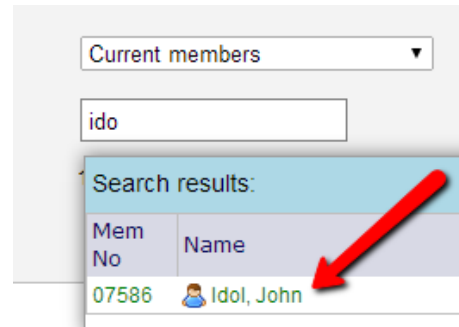 Current members
ido
Search results:
Mem No Name
07586 Idol, John